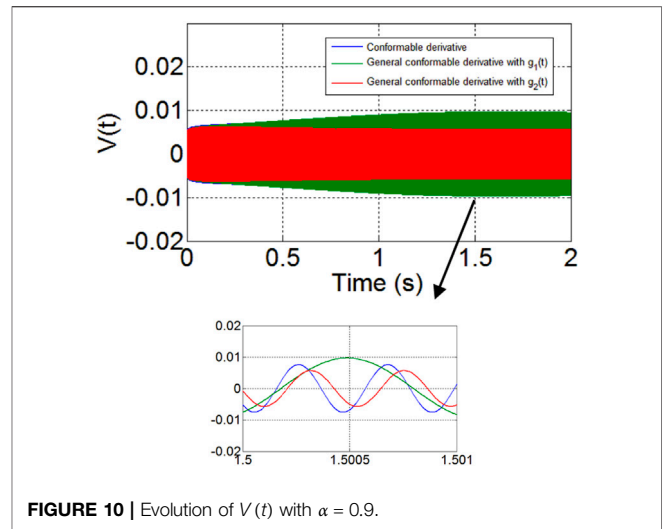 Conformable derivative
General conformable derivative with g1(t)
General conformable derivative with g2(t)
V(t)
0.02
0.01
0
-0.01
-0.02
0 0.5 1 1.5 2
Time (s)
0.02
0.01
0
-0.01
-0.02
1.5 1.5005 1.501
FIGURE 10 | Evolution of V (t) with α = 0.9.